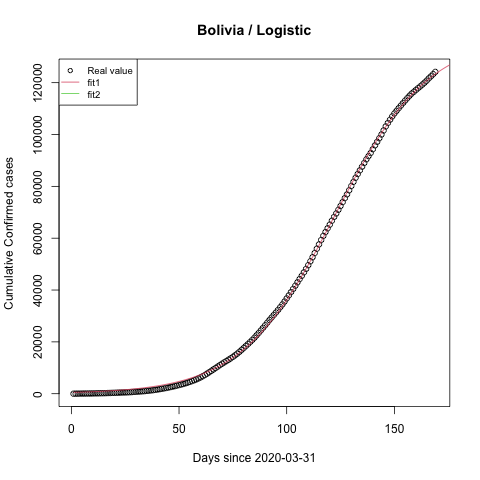 Bolivia / Logistic
Real value
fit1
fit2
Cumulative Confirmed cases
0
20000
40000
60000
80000
100000
120000
0 50 100 150
Days since 2020-03-31